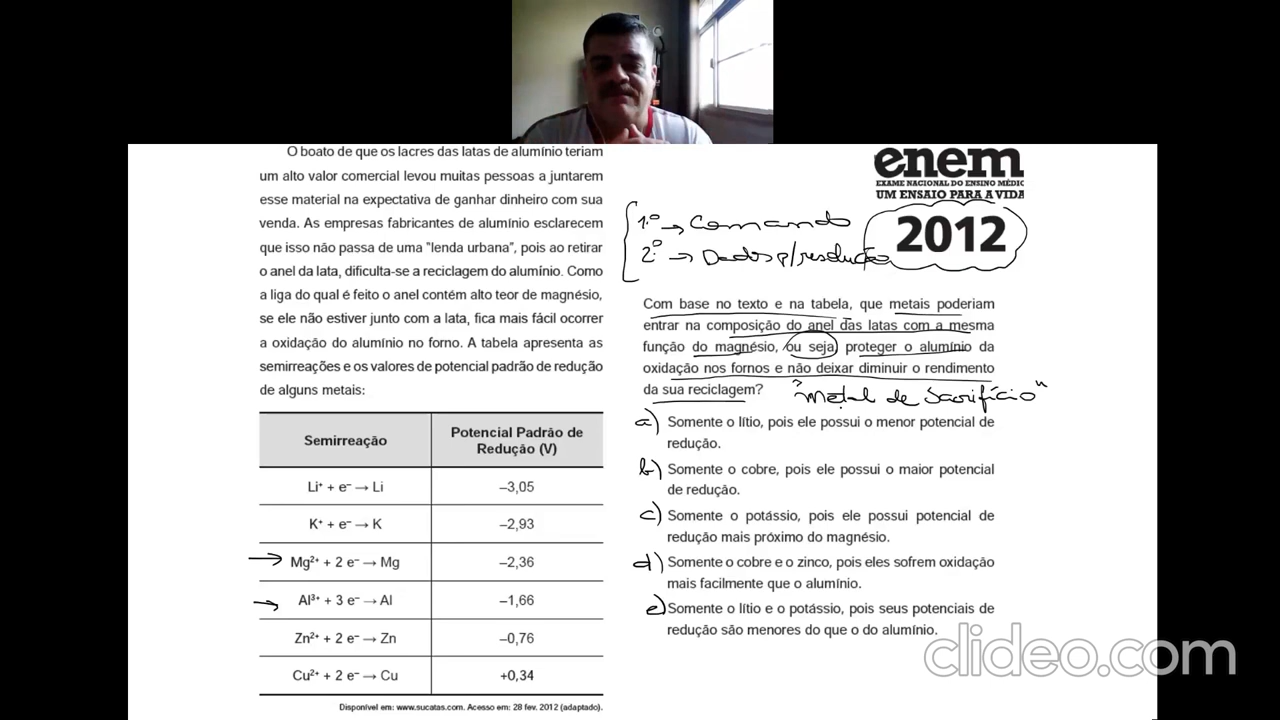 O boato de que os lacres das latas de alumínio teriam
um alto valor comercial levou muitas pessoas a juntarem
esse material na expectativa de ganhar dinheiro com sua
venda. As empresas fabricantes de alumínio esclarecem
que isso não passa de uma "lenda urbana", pois ao retirar
o anel da lata, dificulta-se a reciclagem do alumínio. Como
a liga do qual é feito o anel contém alto teor de magnésio,
se ele não estiver junto com a lata, fica mais fácil ocorrer
a oxidação do alumínio no forno. A tabela apresenta as
semirreações e os valores de potencial padrão de redução
de alguns metais:
Semirreação Potencial Padrão de Redução (V)
Li⁺ + e⁻ → Li –3,05
K⁺ + e⁻ → K –2,93
→ Mg²⁺ + 2 e⁻ → Mg –2,36
→ Al³⁺ + 3 e⁻ → Al –1,66
Zn²⁺ + 2 e⁻ → Zn –0,76
Cu²⁺ + 2 e⁻ → Cu +0,34
Disponível em: www.sucatas.com. Acesso em: 28 fev. 2012 (adaptado).
enem
EXAME NACIONAL DO ENSINO MÉDIO
UM ENSAIO PARA A VIDA
2012
1º → Comando
2º → Dados p/resolução
Com base no texto e na tabela, que metais poderiam
entrar na composição do anel das latas com a mesma
função do magnésio, ou seja, proteger o alumínio da
oxidação nos fornos e não deixar diminuir o rendimento
da sua reciclagem?
"metal de Sacrifício"
a) Somente o lítio, pois ele possui o menor potencial de
redução.
b) Somente o cobre, pois ele possui o maior potencial
de redução.
c) Somente o potássio, pois ele possui potencial de
redução mais próximo do magnésio.
d) Somente o cobre e o zinco, pois eles sofrem oxidação
mais facilmente que o alumínio.
e) Somente o lítio e o potássio, pois seus potenciais de
redução são menores do que o do alumínio.
clideo.com